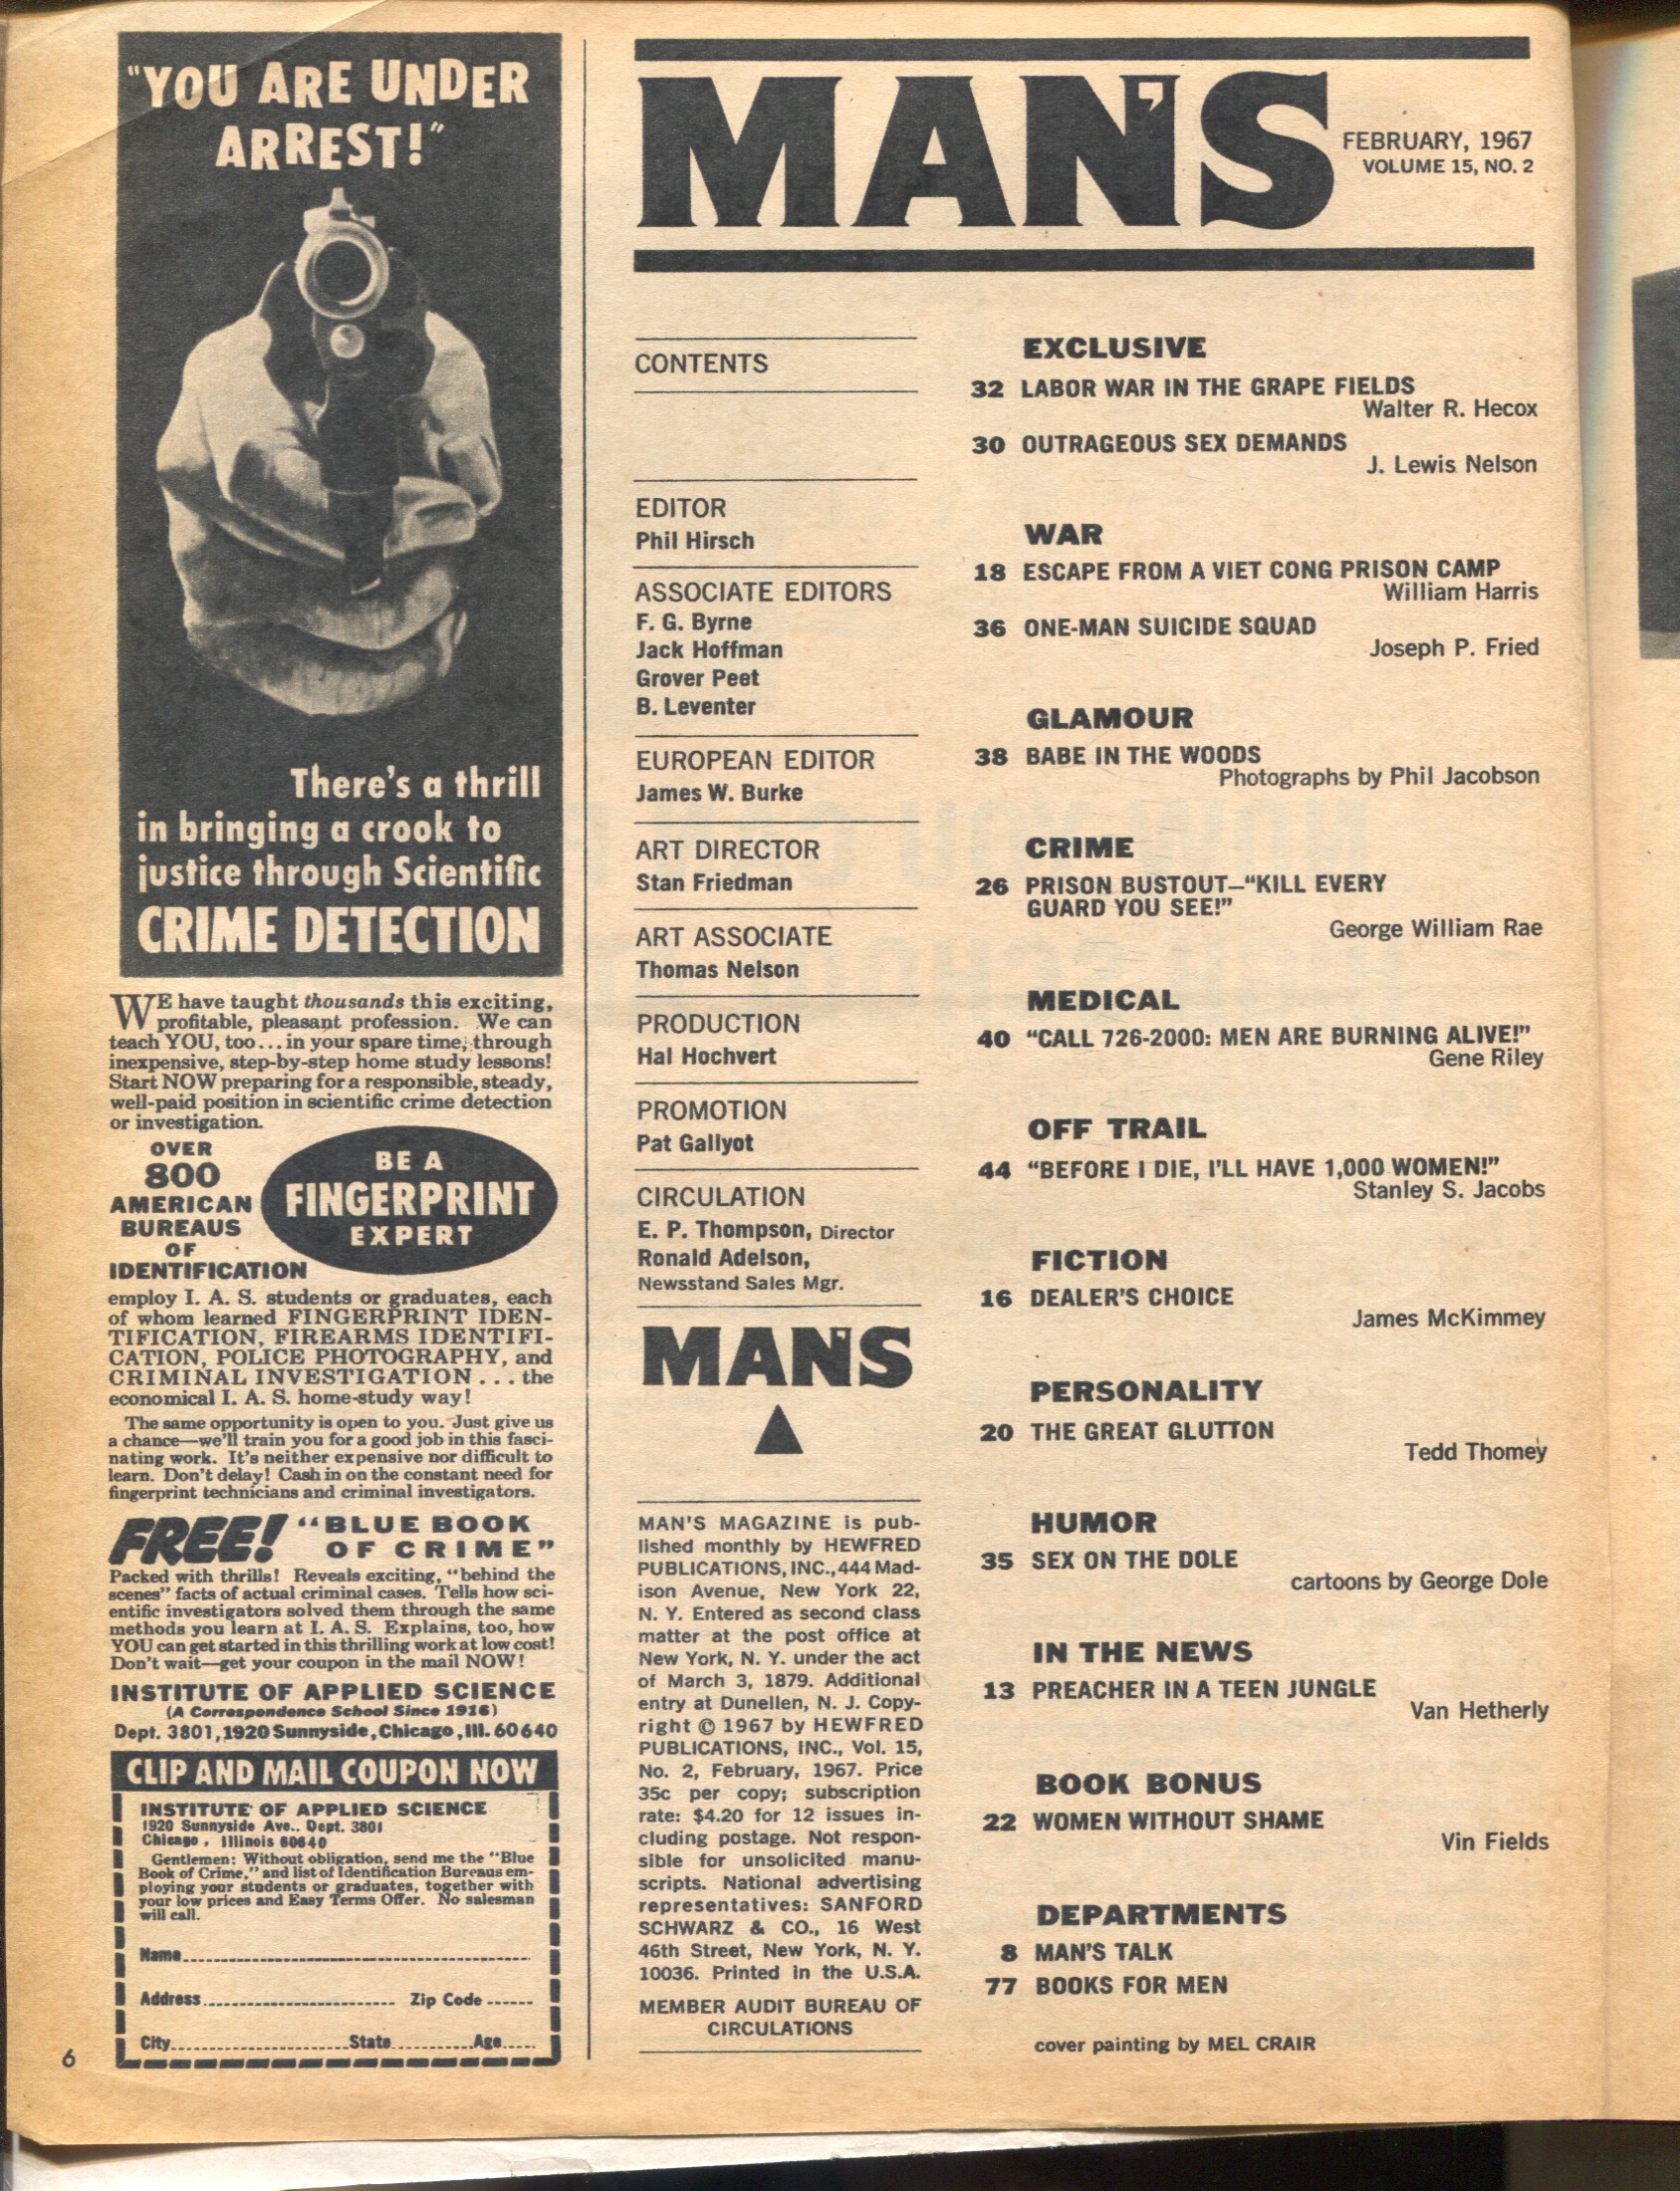 "YOU ARE UNDER
ARREST!"
There's a thrill
in bringing a crook to
justice through Scientific
CRIME DETECTION
WE have taught thousands this exciting,
profitable, pleasant profession. We can
teach YOU, too... in your spare time, through
inexpensive, step-by-step home study lessons!
Start NOW preparing for a responsible, steady,
well-paid position in scientific crime detection
or investigation.
OVER
800
AMERICAN
BUREAUS
OF
IDENTIFICATION
BE A
FINGERPRINT
EXPERT
employ I. A. S. students or graduates, each
of whom learned FINGERPRINT IDEN-
TIFICATION, FIREARMS IDENTIFI-
CATION, POLICE PHOTOGRAPHY, and
CRIMINAL INVESTIGATION... the
economical I. A. S. home-study way!
The same opportunity is open to you. Just give us
a chance—we'll train you for a good job in this fasci-
nating work. It's neither expensive nor difficult to
learn. Don't delay! Cash in on the constant need for
fingerprint technicians and criminal investigators.
FREE! "BLUE BOOK
OF CRIME"
Packed with thrills! Reveals exciting, "behind the
scenes" facts of actual criminal cases. Tells how sci-
entific investigators solved them through the same
methods you learn at I. A. S. Explains, too, how
YOU can get started in this thrilling work at low cost!
Don't wait—get your coupon in the mail NOW!
INSTITUTE OF APPLIED SCIENCE
(A Correspondence School Since 1916)
Dept. 3801, 1920 Sunnyside, Chicago, Ill. 60640
CLIP AND MAIL COUPON NOW
INSTITUTE OF APPLIED SCIENCE
1920 Sunnyside Ave., Dept. 3801
Chicago, Illinois 60640
Gentlemen: Without obligation, send me the "Blue
Book of Crime," and list of Identification Bureaus em-
ploying your students or graduates, together with
your low prices and Easy Terms Offer. No salesman
will call.
Name
Address Zip Code
City State Age
6
MAN'S
FEBRUARY, 1967
VOLUME 15, NO. 2
CONTENTS
EDITOR
Phil Hirsch
ASSOCIATE EDITORS
F. G. Byrne
Jack Hoffman
Grover Peet
B. Leventer
EUROPEAN EDITOR
James W. Burke
ART DIRECTOR
Stan Friedman
ART ASSOCIATE
Thomas Nelson
PRODUCTION
Hal Hochvert
PROMOTION
Pat Gallyot
CIRCULATION
E. P. Thompson, Director
Ronald Adelson,
Newsstand Sales Mgr.
MAN'S
MAN'S MAGAZINE is pub-
lished monthly by HEWFRED
PUBLICATIONS, INC., 444 Mad-
ison Avenue, New York 22,
N. Y. Entered as second class
matter at the post office at
New York, N. Y. under the act
of March 3, 1879. Additional
entry at Dunellen, N. J. Copy-
right © 1967 by HEWFRED
PUBLICATIONS, INC., Vol. 15,
No. 2, February, 1967. Price
35c per copy; subscription
rate: $4.20 for 12 issues in-
cluding postage. Not respon-
sible for unsolicited manu-
scripts. National advertising
representatives: SANFORD
SCHWARZ & CO., 16 West
46th Street, New York, N. Y.
10036. Printed in the U.S.A.
MEMBER AUDIT BUREAU OF
CIRCULATIONS
EXCLUSIVE
32 LABOR WAR IN THE GRAPE FIELDS
Walter R. Hecox
30 OUTRAGEOUS SEX DEMANDS
J. Lewis Nelson
WAR
18 ESCAPE FROM A VIET CONG PRISON CAMP
William Harris
36 ONE-MAN SUICIDE SQUAD
Joseph P. Fried
GLAMOUR
38 BABE IN THE WOODS
Photographs by Phil Jacobson
CRIME
26 PRISON BUSTOUT—"KILL EVERY
GUARD YOU SEE!"
George William Rae
MEDICAL
40 "CALL 726-2000: MEN ARE BURNING ALIVE!"
Gene Riley
OFF TRAIL
44 "BEFORE I DIE, I'LL HAVE 1,000 WOMEN!"
Stanley S. Jacobs
FICTION
16 DEALER'S CHOICE
James McKimmey
PERSONALITY
20 THE GREAT GLUTTON
Tedd Thomey
HUMOR
35 SEX ON THE DOLE
cartoons by George Dole
IN THE NEWS
13 PREACHER IN A TEEN JUNGLE
Van Hetherly
BOOK BONUS
22 WOMEN WITHOUT SHAME
Vin Fields
DEPARTMENTS
8 MAN'S TALK
77 BOOKS FOR MEN
cover painting by MEL CRAIR